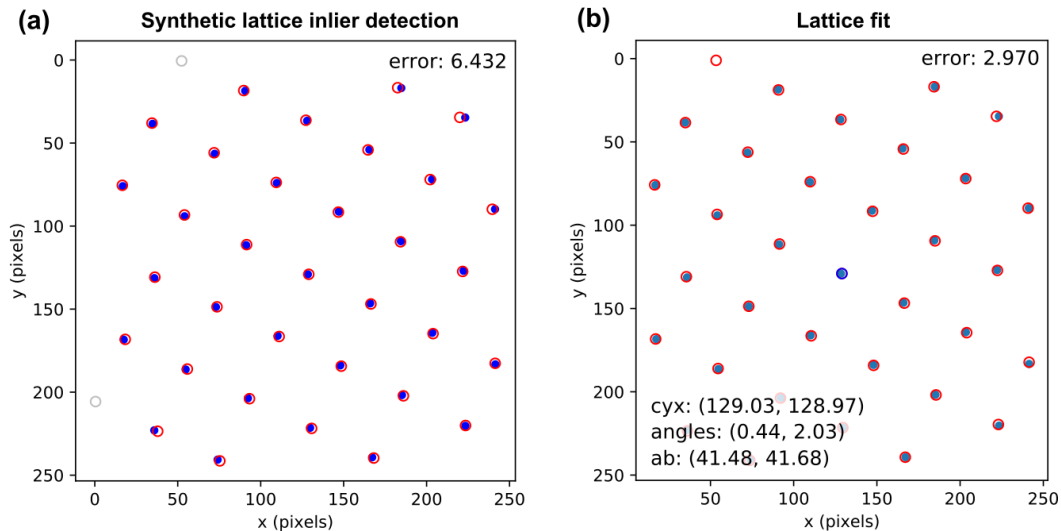 (a) Synthetic lattice inlier detection
error: 6.432
0
50
100
150
200
250
y (pixels)
0 50 100 150 200 250
x (pixels)
(b) Lattice fit
error: 2.970
0
50
100
150
200
250
y (pixels)
cyx: (129.03, 128.97)
angles: (0.44, 2.03)
ab: (41.48, 41.68)
50 100 150 200 250
x (pixels)